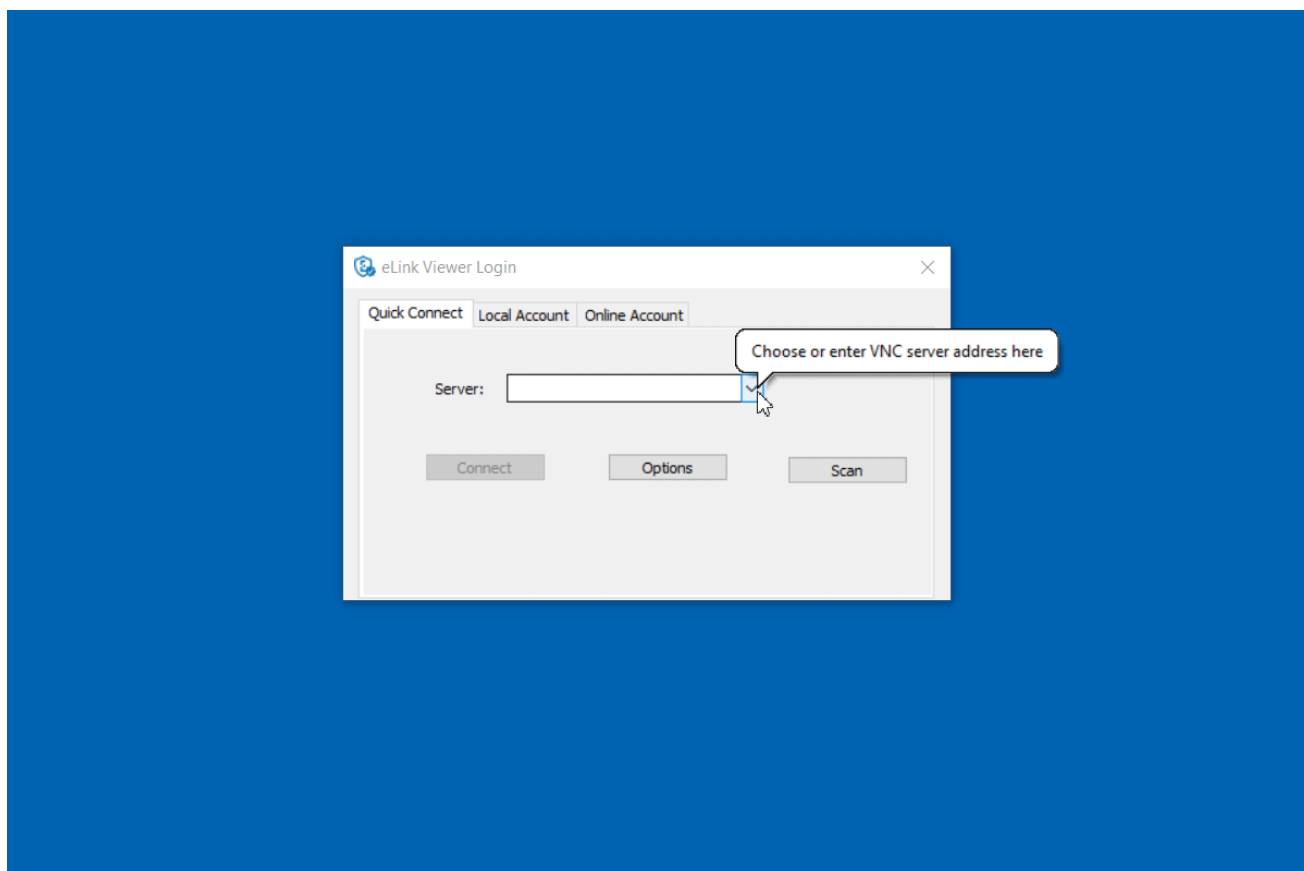 eLink Viewer Login
Quick Connect Local Account Online Account
Choose or enter VNC server address here
Server:
Connect Options Scan